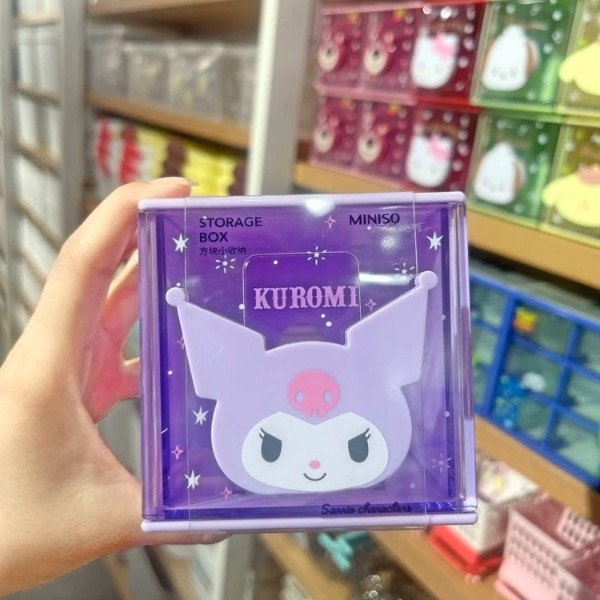 STORAGE
BOX
方块小收纳
MINISO
KUROMI
Sanrio characters